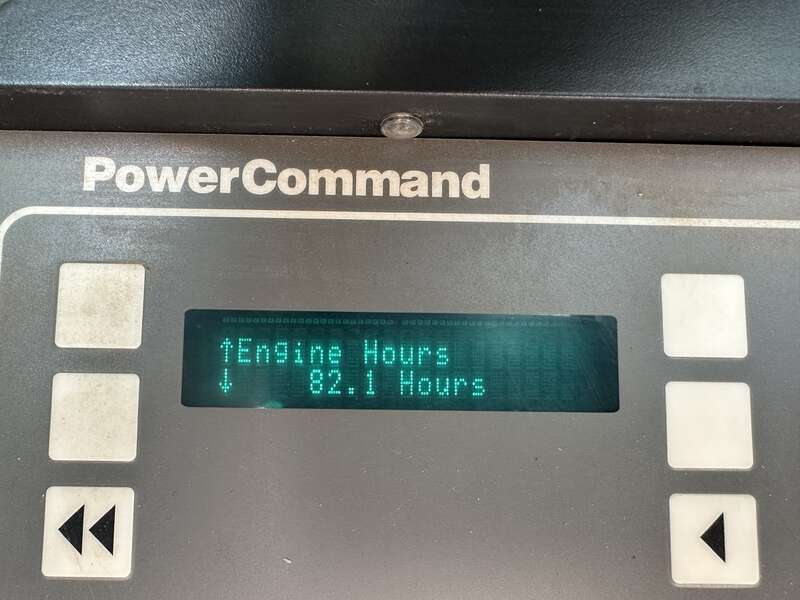 PowerCommand
↑Engine Hours
↓ 82.1 Hours